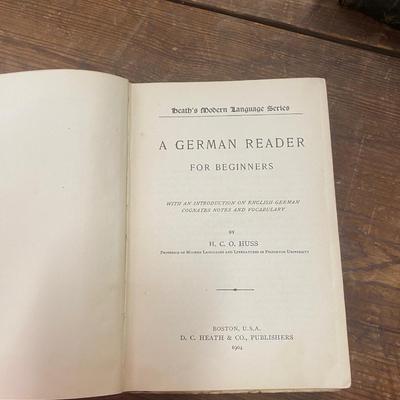 Heath's Modern Language Series
A GERMAN READER
FOR BEGINNERS
WITH AN INTRODUCTION ON ENGLISH-GERMAN
COGNATES NOTES AND VOCABULARY
BY
H. C. O. HUSS
PROFESSOR OF MODERN LANGUAGES AND LITERATURES IN PRINCETON UNIVERSITY
BOSTON, U.S.A.
D. C. HEATH & CO., PUBLISHERS
1904